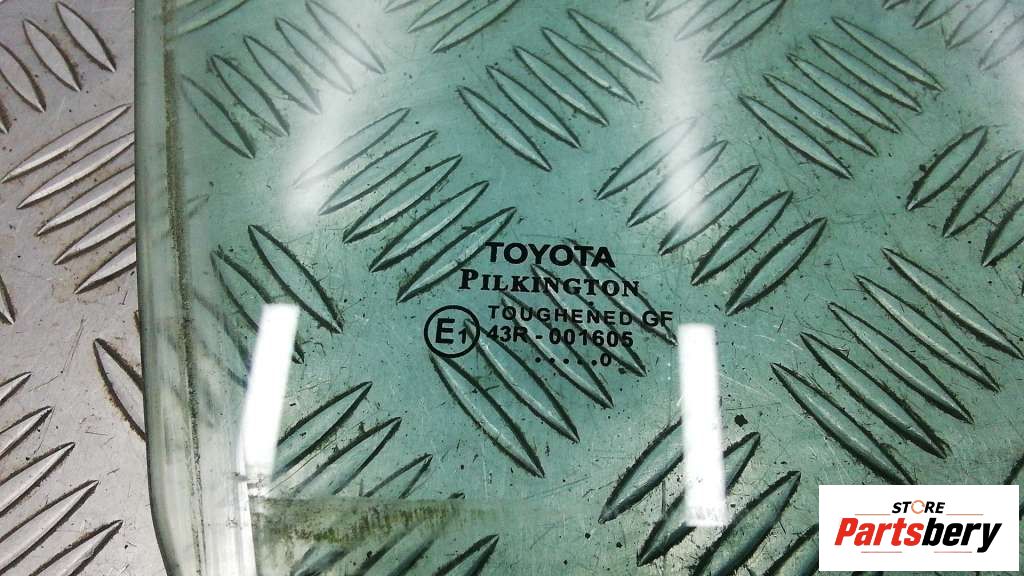 TOYOTA
PILKINGTON
TOUGHENED GF
E1 43R - 001605
.....0.
STORE
Partsbery